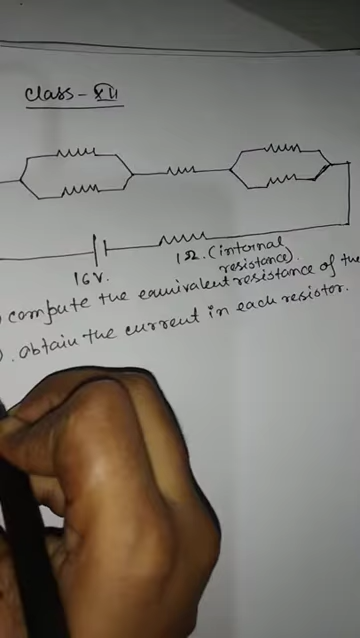 Class - XII
16V.
1Ω. (internal
resistance).
compute the equivalent resistance of the
). obtain the current in each resistor.